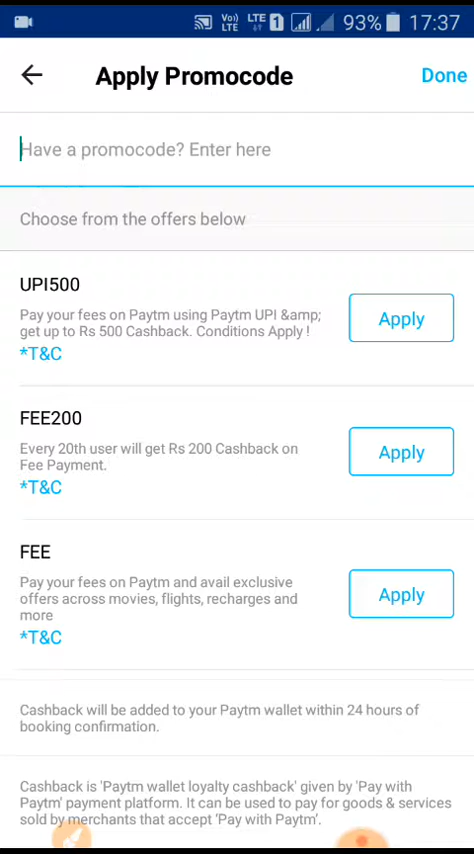 Vo)) LTE LTE 1 93% 17:37
Apply Promocode Done
Have a promocode? Enter here
Choose from the offers below
UPI500
Pay your fees on Paytm using Paytm UPI &amp;
get up to Rs 500 Cashback. Conditions Apply !
*T&C
Apply
FEE200
Every 20th user will get Rs 200 Cashback on
Fee Payment.
*T&C
Apply
FEE
Pay your fees on Paytm and avail exclusive
offers across movies, flights, recharges and
more
*T&C
Apply
Cashback will be added to your Paytm wallet within 24 hours of
booking confirmation.
Cashback is 'Paytm wallet loyalty cashback' given by 'Pay with
Paytm' payment platform. It can be used to pay for goods & services
sold by merchants that accept 'Pay with Paytm'.